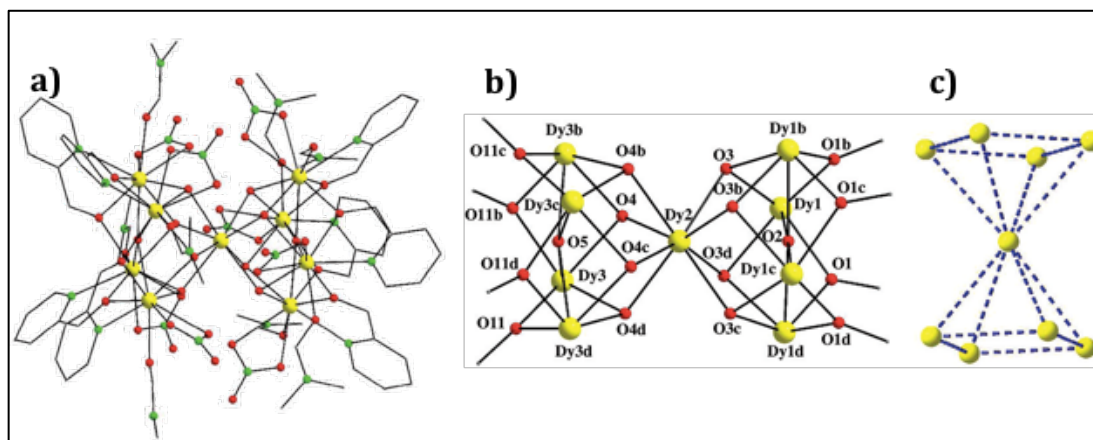 a)
b)
c)
Dy3b
Dy1b
O11c
O4b
O3
O1b
O3b
O1c
Dy3c
O4
Dy2
Dy1
O11b
O5
O4c
O3d
O2
O11d
Dy3
Dy1c
O1
O11
O4d
O3c
O1d
Dy3d
Dy1d